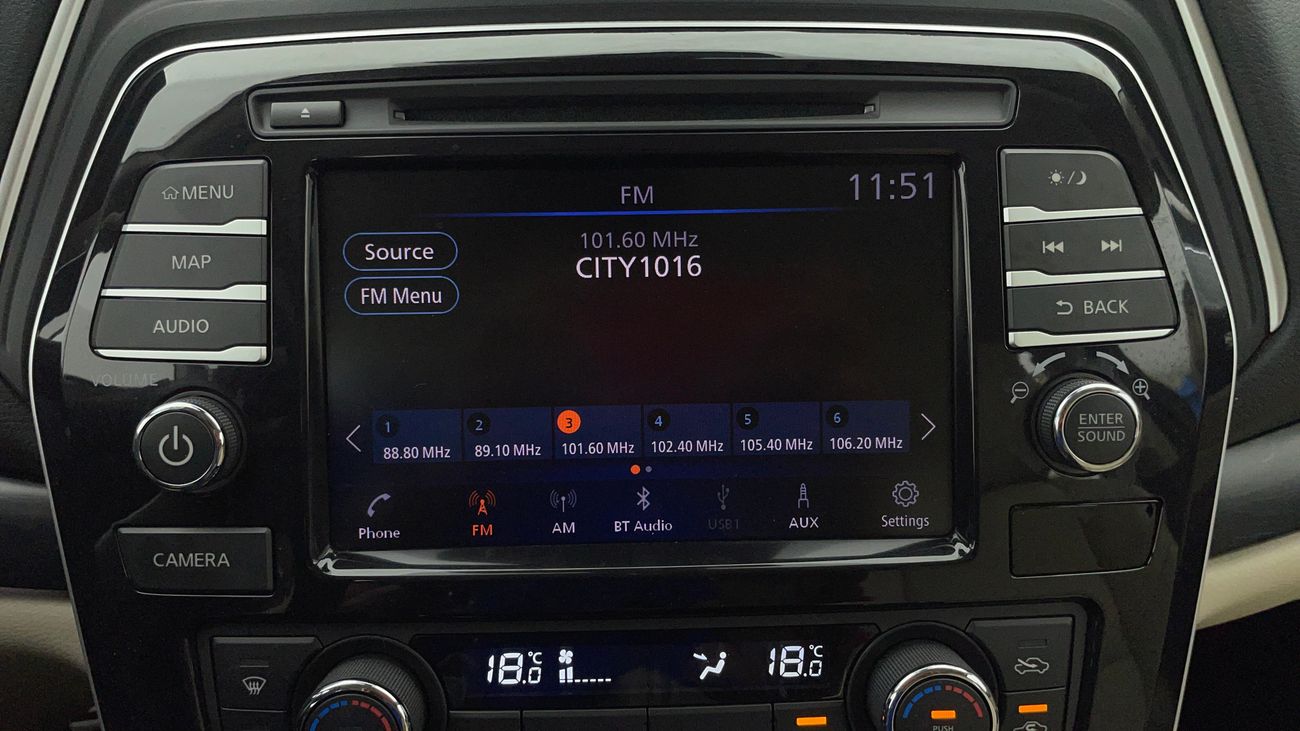 MENU
MAP
AUDIO
VOLUME
CAMERA
FM
11:51
101.60 MHz
CITY1016
Source
FM Menu
1 2 3 4 5 6
88.80 MHz 89.10 MHz 101.60 MHz 102.40 MHz 105.40 MHz 106.20 MHz
Phone FM AM BT Audio USB1 AUX Settings
BACK
ENTER
SOUND
18.0°C 18.0°C
PUSH